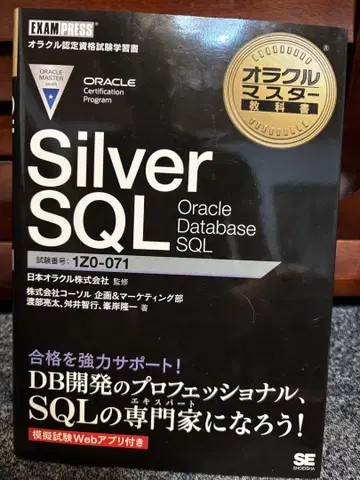 EXAMPRESS
オラクル認定資格試験学習書
ORACLE MASTER
ORACLE
Certification
Program
オラクル
マスター
教科書
Silver
SQL
Oracle
Database
SQL
試験番号:1Z0-071
日本オラクル株式会社 監修
株式会社コーソル 企画&マーケティング部
渡部亮太、舛井智行、峯岸隆一 著
合格を強力サポート!
DB開発のプロフェッショナル、
エキスパート
SQLの専門家になろう!
模擬試験Webアプリ付き
SE
SHOEISHA